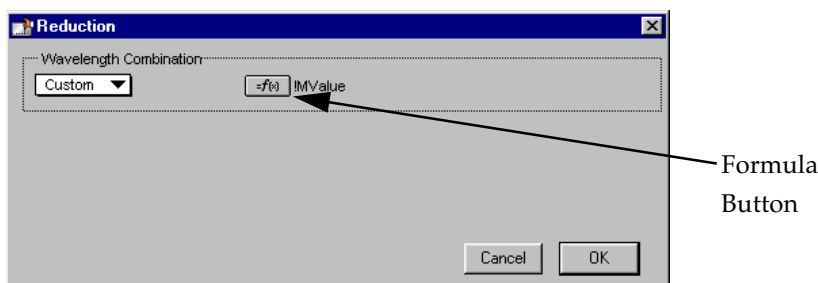 Reduction
Wavelength Combination
Custom
=f(x) !MValue
Formula
Button
Cancel
OK